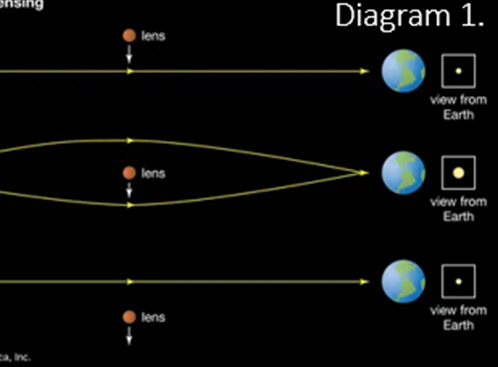 ensing
Diagram 1.
lens
view from
Earth
lens
view from
Earth
lens
view from
Earth
ca, Inc.